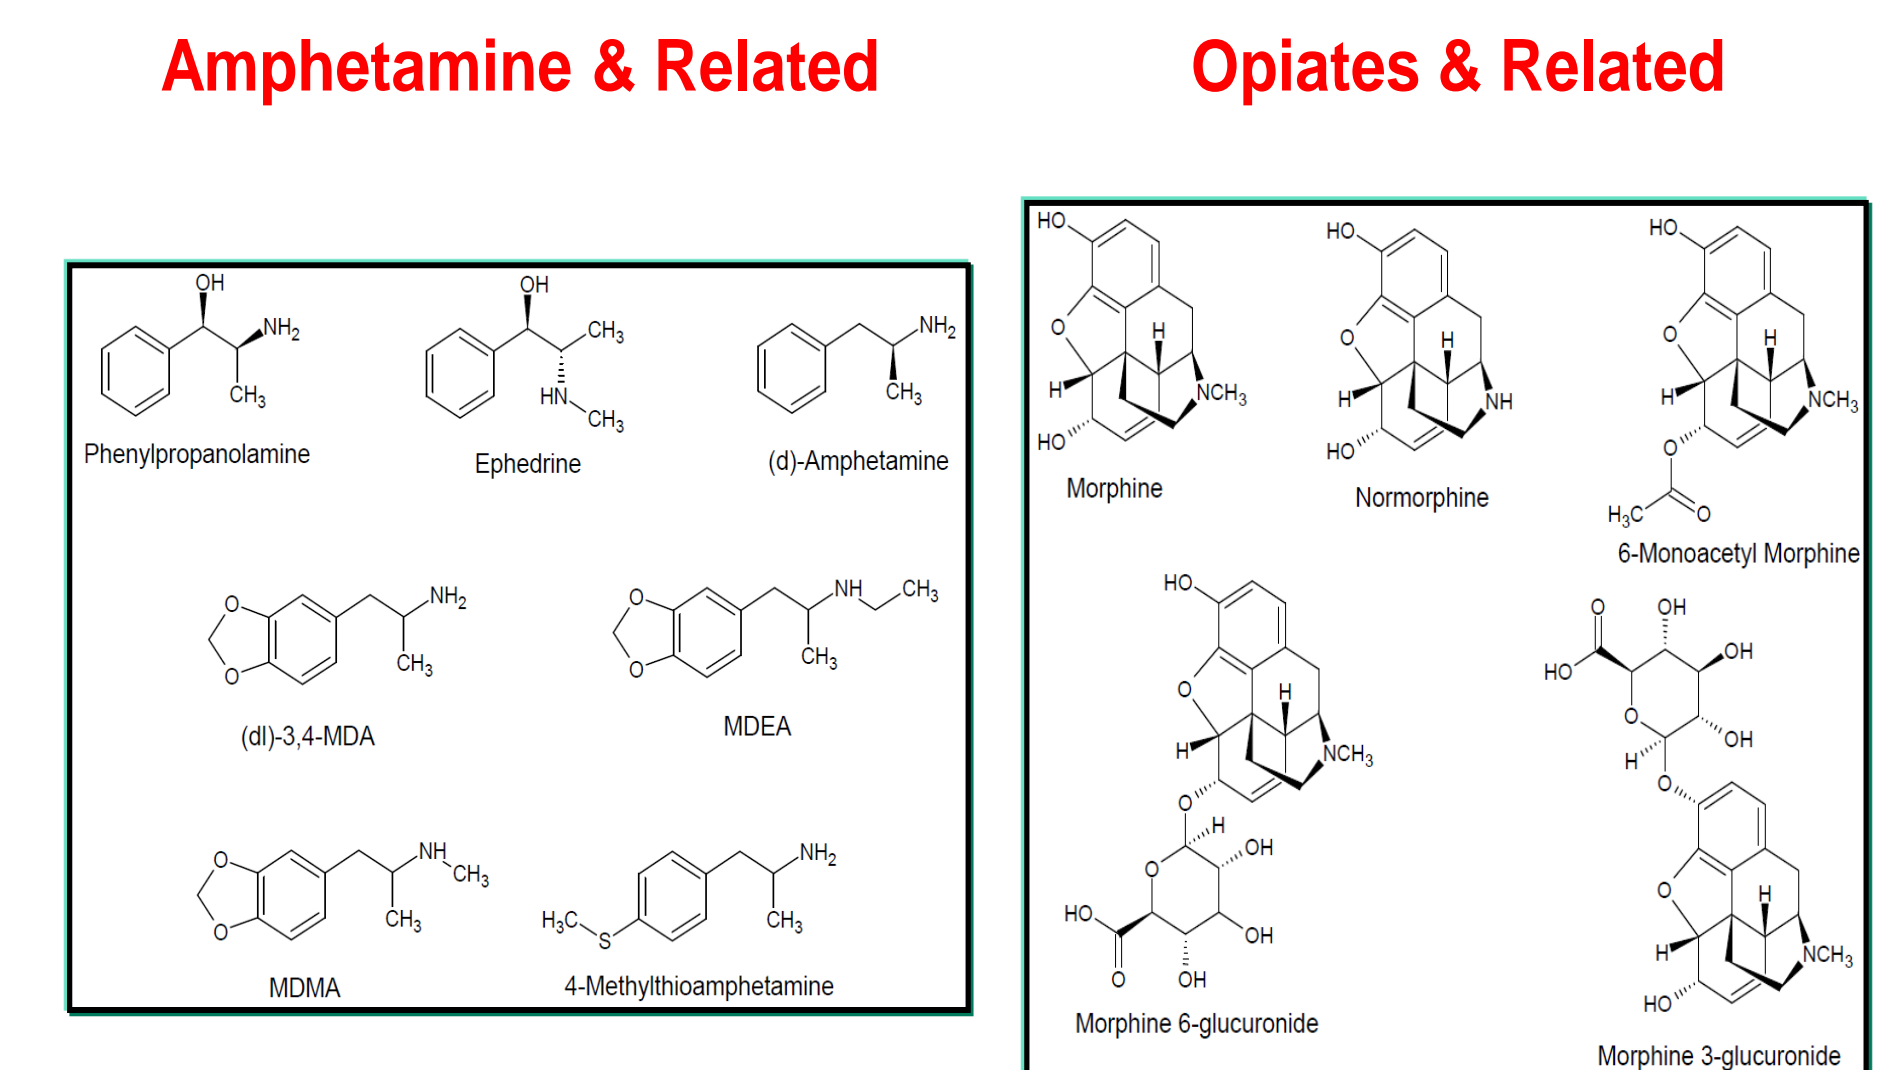 Amphetamine & Related
Opiates & Related
OH
NH2
CH3
Phenylpropanolamine
OH
CH3
HN
CH3
Ephedrine
NH2
CH3
(d)-Amphetamine
O
O
NH2
CH3
(dl)-3,4-MDA
O
O
NH
CH3
CH3
MDEA
O
O
NH
CH3
CH3
MDMA
NH2
CH3
H3C
S
4-Methylthioamphetamine
HO
O
H
H
NCH3
HO
Morphine
HO
O
H
H
NH
HO
Normorphine
HO
O
H
H
NCH3
O
H3C
O
6-Monoacetyl Morphine
HO
O
H
H
NCH3
O
H
O
OH
HO
OH
O
OH
Morphine 6-glucuronide
O
OH
HO
OH
O
OH
H
O
O
H
H
NCH3
HO
Morphine 3-glucuronide